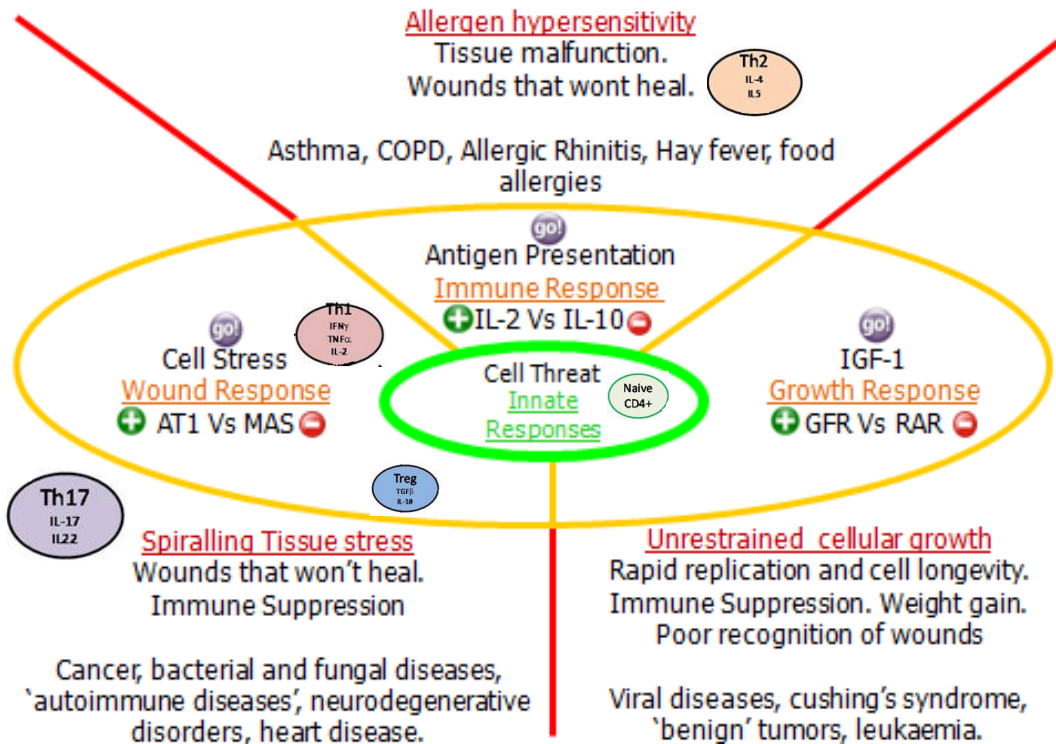 Allergen hypersensitivity
Tissue malfunction.
Wounds that wont heal.
Th2
IL-4
IL5
Asthma, COPD, Allergic Rhinitis, Hay fever, food
allergies
go!
Antigen Presentation
Immune Response
IL-2 Vs IL-10
go!
Cell Stress
Wound Response
AT1 Vs MAS
Th1
IFNγ
TNFα
IL-2
Cell Threat
Innate
Responses
Naive
CD4+
go!
IGF-1
Growth Response
GFR Vs RAR
Th17
IL-17
IL22
Treg
TGFβ
IL-10
Spiralling Tissue stress
Wounds that won't heal.
Immune Suppression
Cancer, bacterial and fungal diseases,
‘autoimmune diseases’, neurodegenerative
disorders, heart disease.
Unrestrained cellular growth
Rapid replication and cell longevity.
Immune Suppression. Weight gain.
Poor recognition of wounds
Viral diseases, cushing’s syndrome,
‘benign’ tumors, leukaemia.